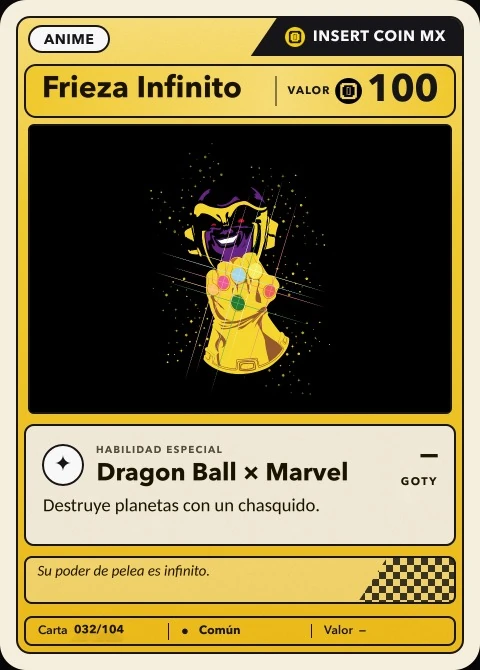 ANIME
INSERT COIN MX
Frieza Infinito
VALOR 100
HABILIDAD ESPECIAL
Dragon Ball × Marvel
—
GOTY
Destruye planetas con un chasquido.
Su poder de pelea es infinito.
Carta 032/104 • Común Valor —